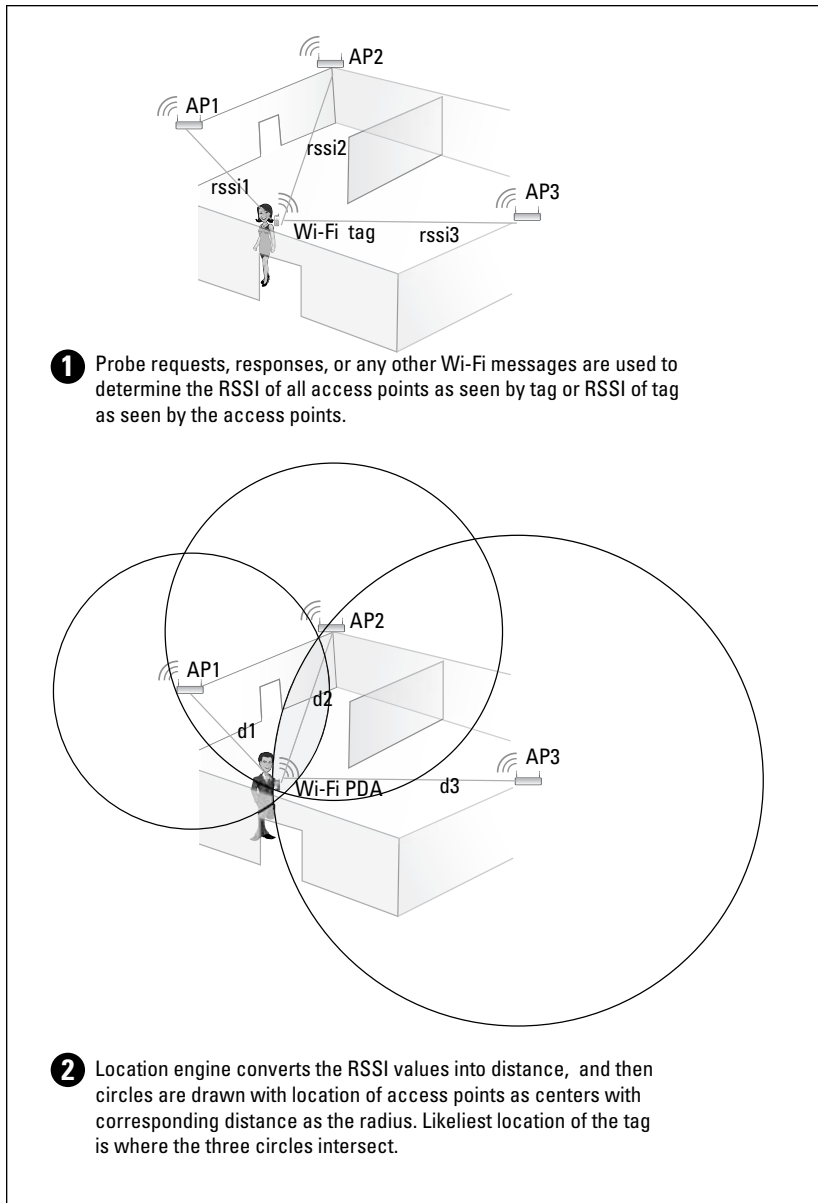 AP2
AP1
rssi2
rssi1
AP3
Wi-Fi tag
rssi3
1 Probe requests, responses, or any other Wi-Fi messages are used to
determine the RSSI of all access points as seen by tag or RSSI of tag
as seen by the access points.
AP2
AP1
d2
d1
AP3
Wi-Fi PDA
d3
2 Location engine converts the RSSI values into distance, and then
circles are drawn with location of access points as centers with
corresponding distance as the radius. Likeliest location of the tag
is where the three circles intersect.